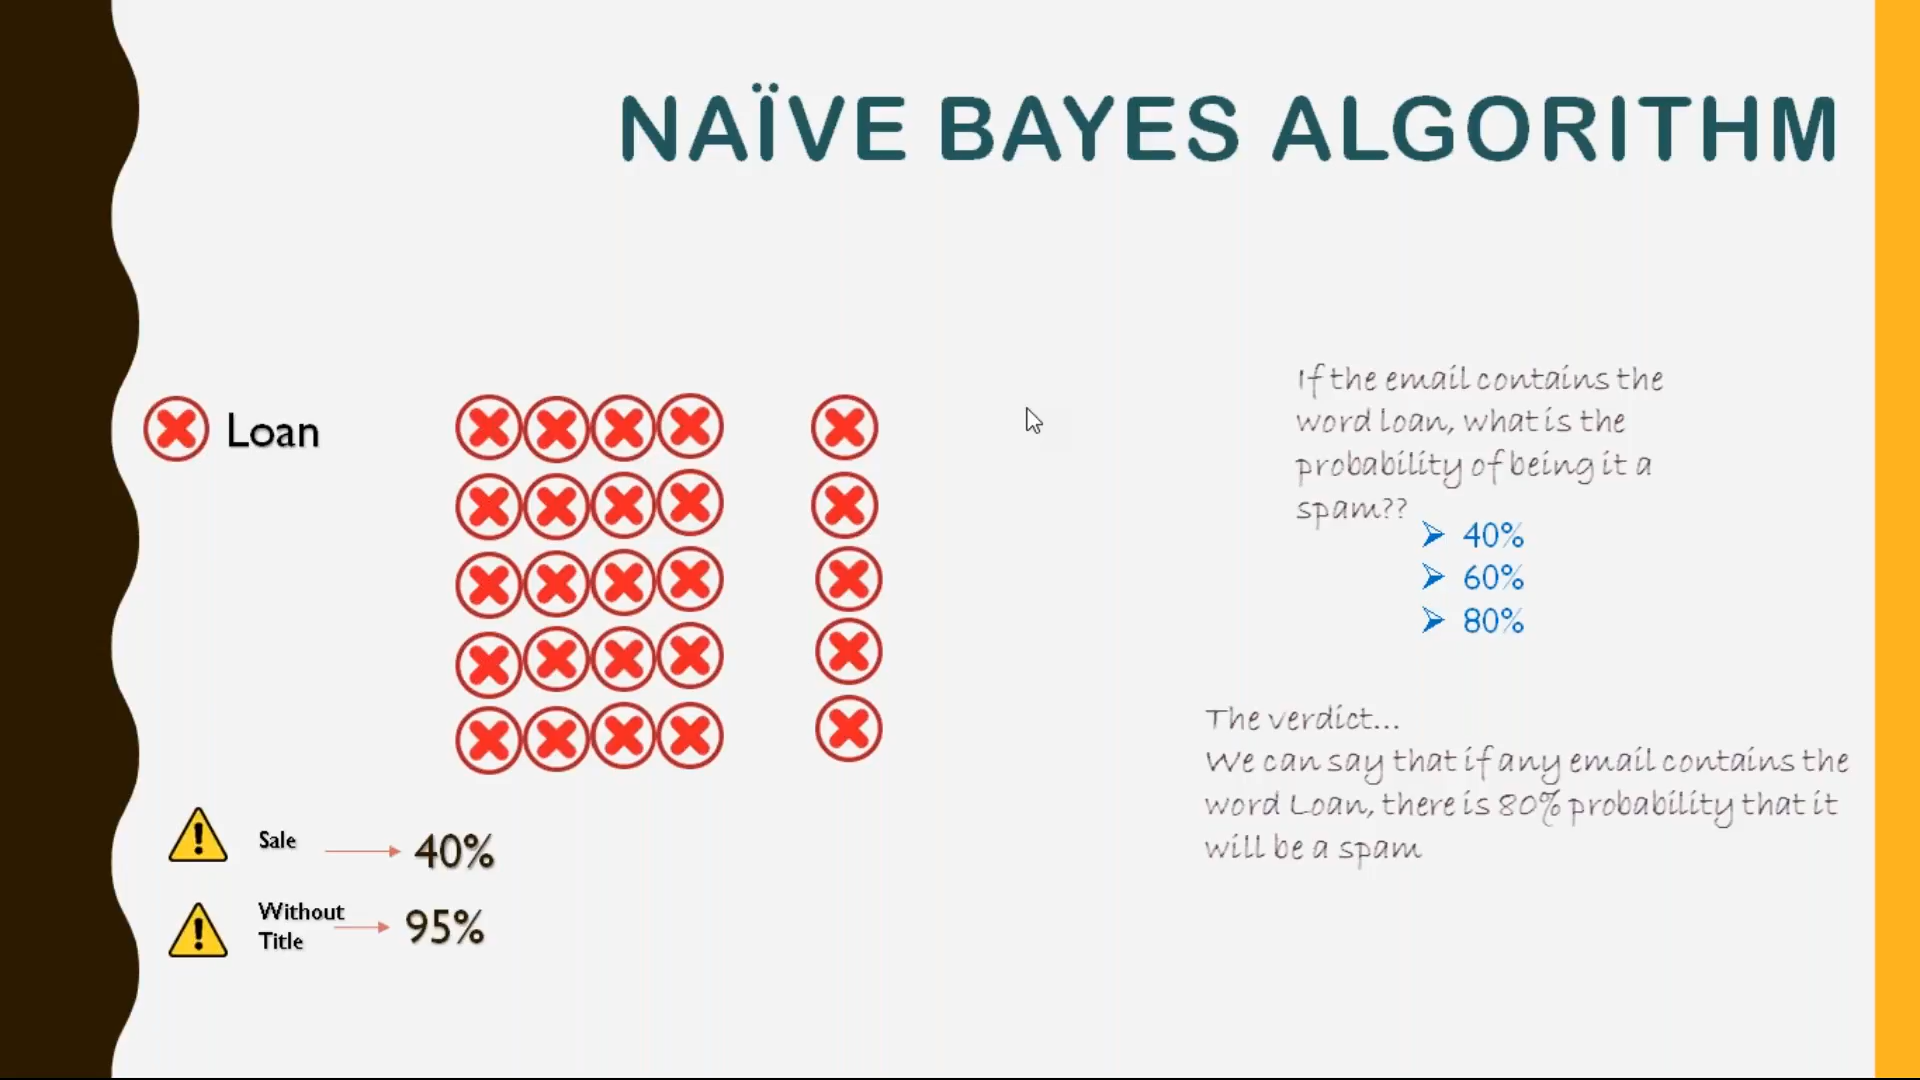 NAÏVE BAYES ALGORITHM
Loan
If the email contains the
word loan, what is the
probability of being it a
spam??
➢ 40%
➢ 60%
➢ 80%
The verdict...
We can say that if any email contains the
word Loan, there is 80% probability that it
will be a spam
Sale
40%
Without
Title
95%